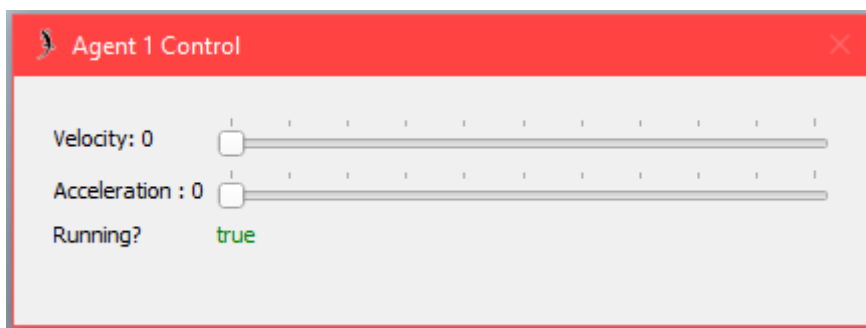 Agent 1 Control
Velocity: 0
Acceleration : 0
Running? true